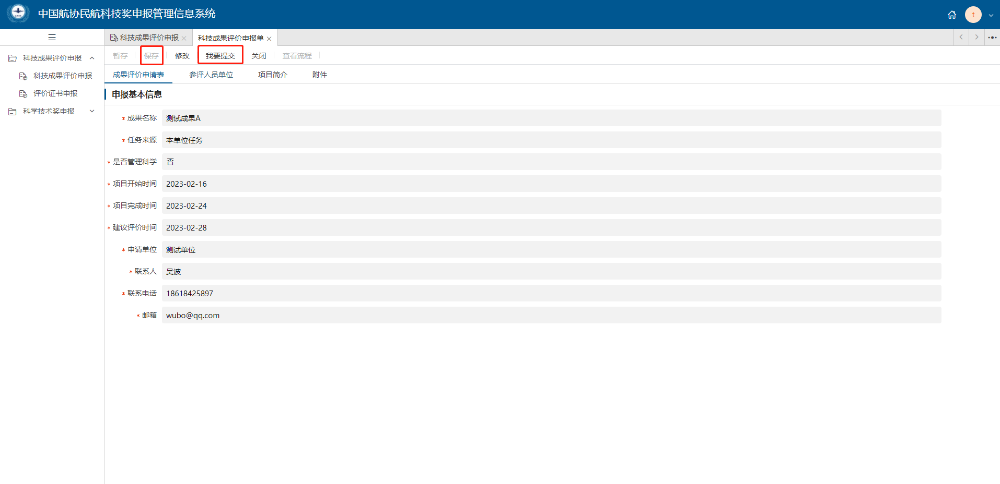 中国航协民航科技奖申报管理信息系统
t
科技成果评价申报
科技成果评价申报单
科技成果评价申报
科技成果评价申报
评价证书申报
科学技术奖申报
暂存
保存
修改
我要提交
关闭
查看流程
成果评价申请表
参评人员单位
项目简介
附件
申报基本信息
* 成果名称 测试成果A
* 任务来源 本单位任务
* 是否管理科学 否
* 项目开始时间 2023-02-16
* 项目完成时间 2023-02-24
* 建议评价时间 2023-02-28
* 申请单位 测试单位
* 联系人 吴波
* 联系电话 18618425897
* 邮箱 wubo@qq.com